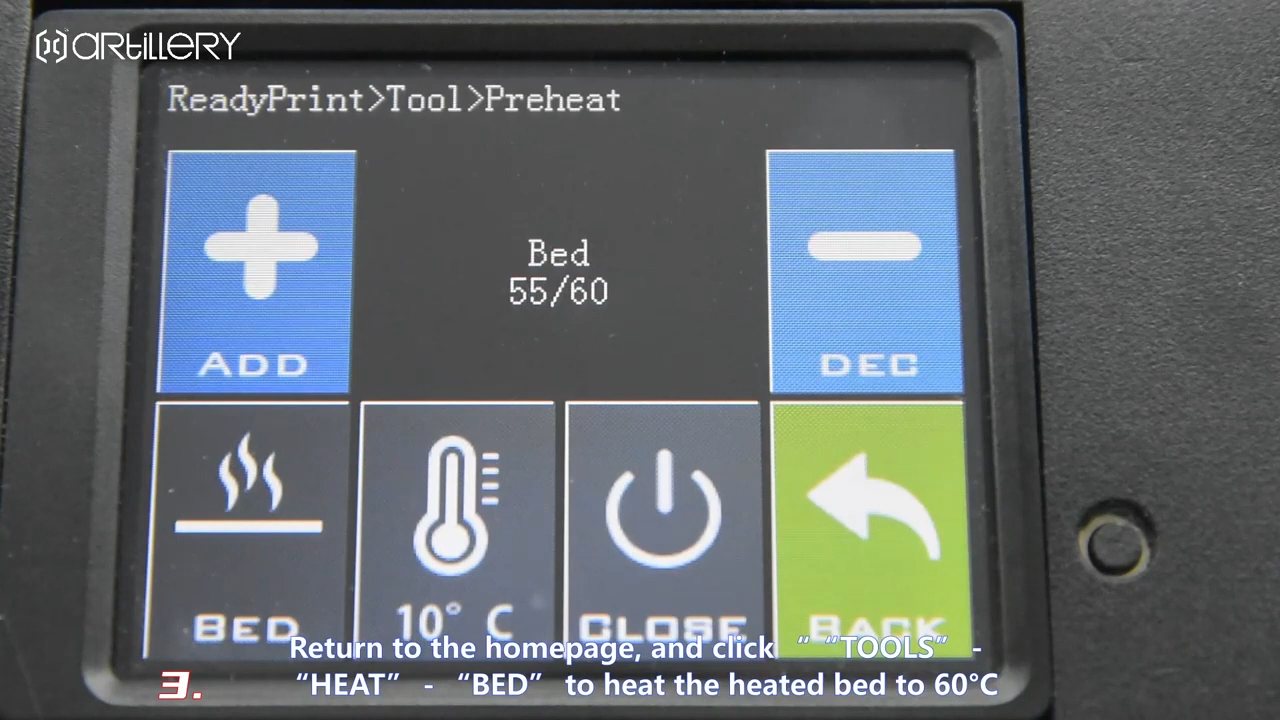 ARTILLERY
ReadyPrint>Tool>Preheat
Bed
55/60
ADD
DEC
BED
10° C
CLOSE
BACK
3.
Return to the homepage, and click “ “TOOLS” -
“HEAT” - “BED” to heat the heated bed to 60°C